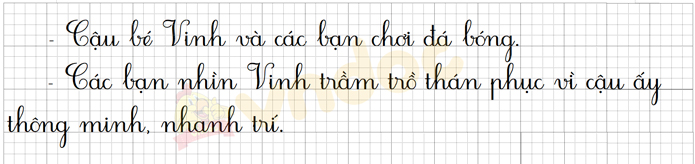 - Cậu bé Vinh và các bạn chơi đá bóng.
- Các bạn nhìn Vinh trầm trồ thán phục vì cậu ấy
thông minh, nhanh trí.
vndoc